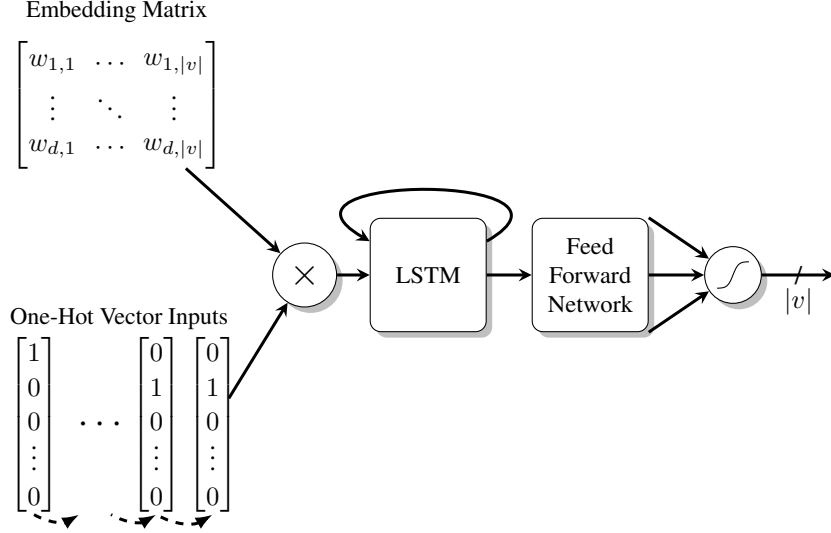 Embedding Matrix
w1,1 … w1,|v|
⋮ ⋱ ⋮
wd,1 … wd,|v|
×
LSTM
Feed
Forward
Network
|v|
One-Hot Vector Inputs
1 0 0
0 1 1
0 … 0 0
⋮ ⋮ ⋮
0 0 0